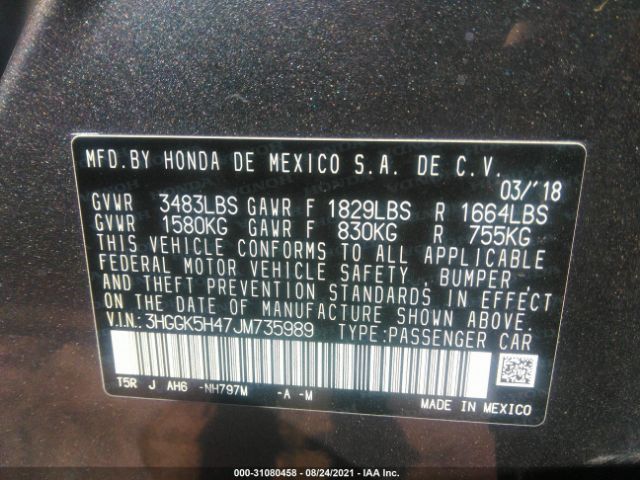 MFD.BY HONDA DE MEXICO S.A. DE C.V.
03/'18
GVWR 3483LBS GAWR F 1829LBS R 1664LBS
GVWR 1580KG GAWR F 830KG R 755KG
THIS VEHICLE CONFORMS TO ALL APPLICABLE
FEDERAL MOTOR VEHICLE SAFETY , BUMPER ,
AND THEFT PREVENTION STANDARDS IN EFFECT
ON THE DATE OF MANUFACTURE SHOWN ABOVE.
V.I.N.:3HGGK5H47JM735989 TYPE:PASSENGER CAR
T5R J AH6 -NH797M -A -M
MADE IN MEXICO
000-31080458 - 08/24/2021 - IAA Inc.